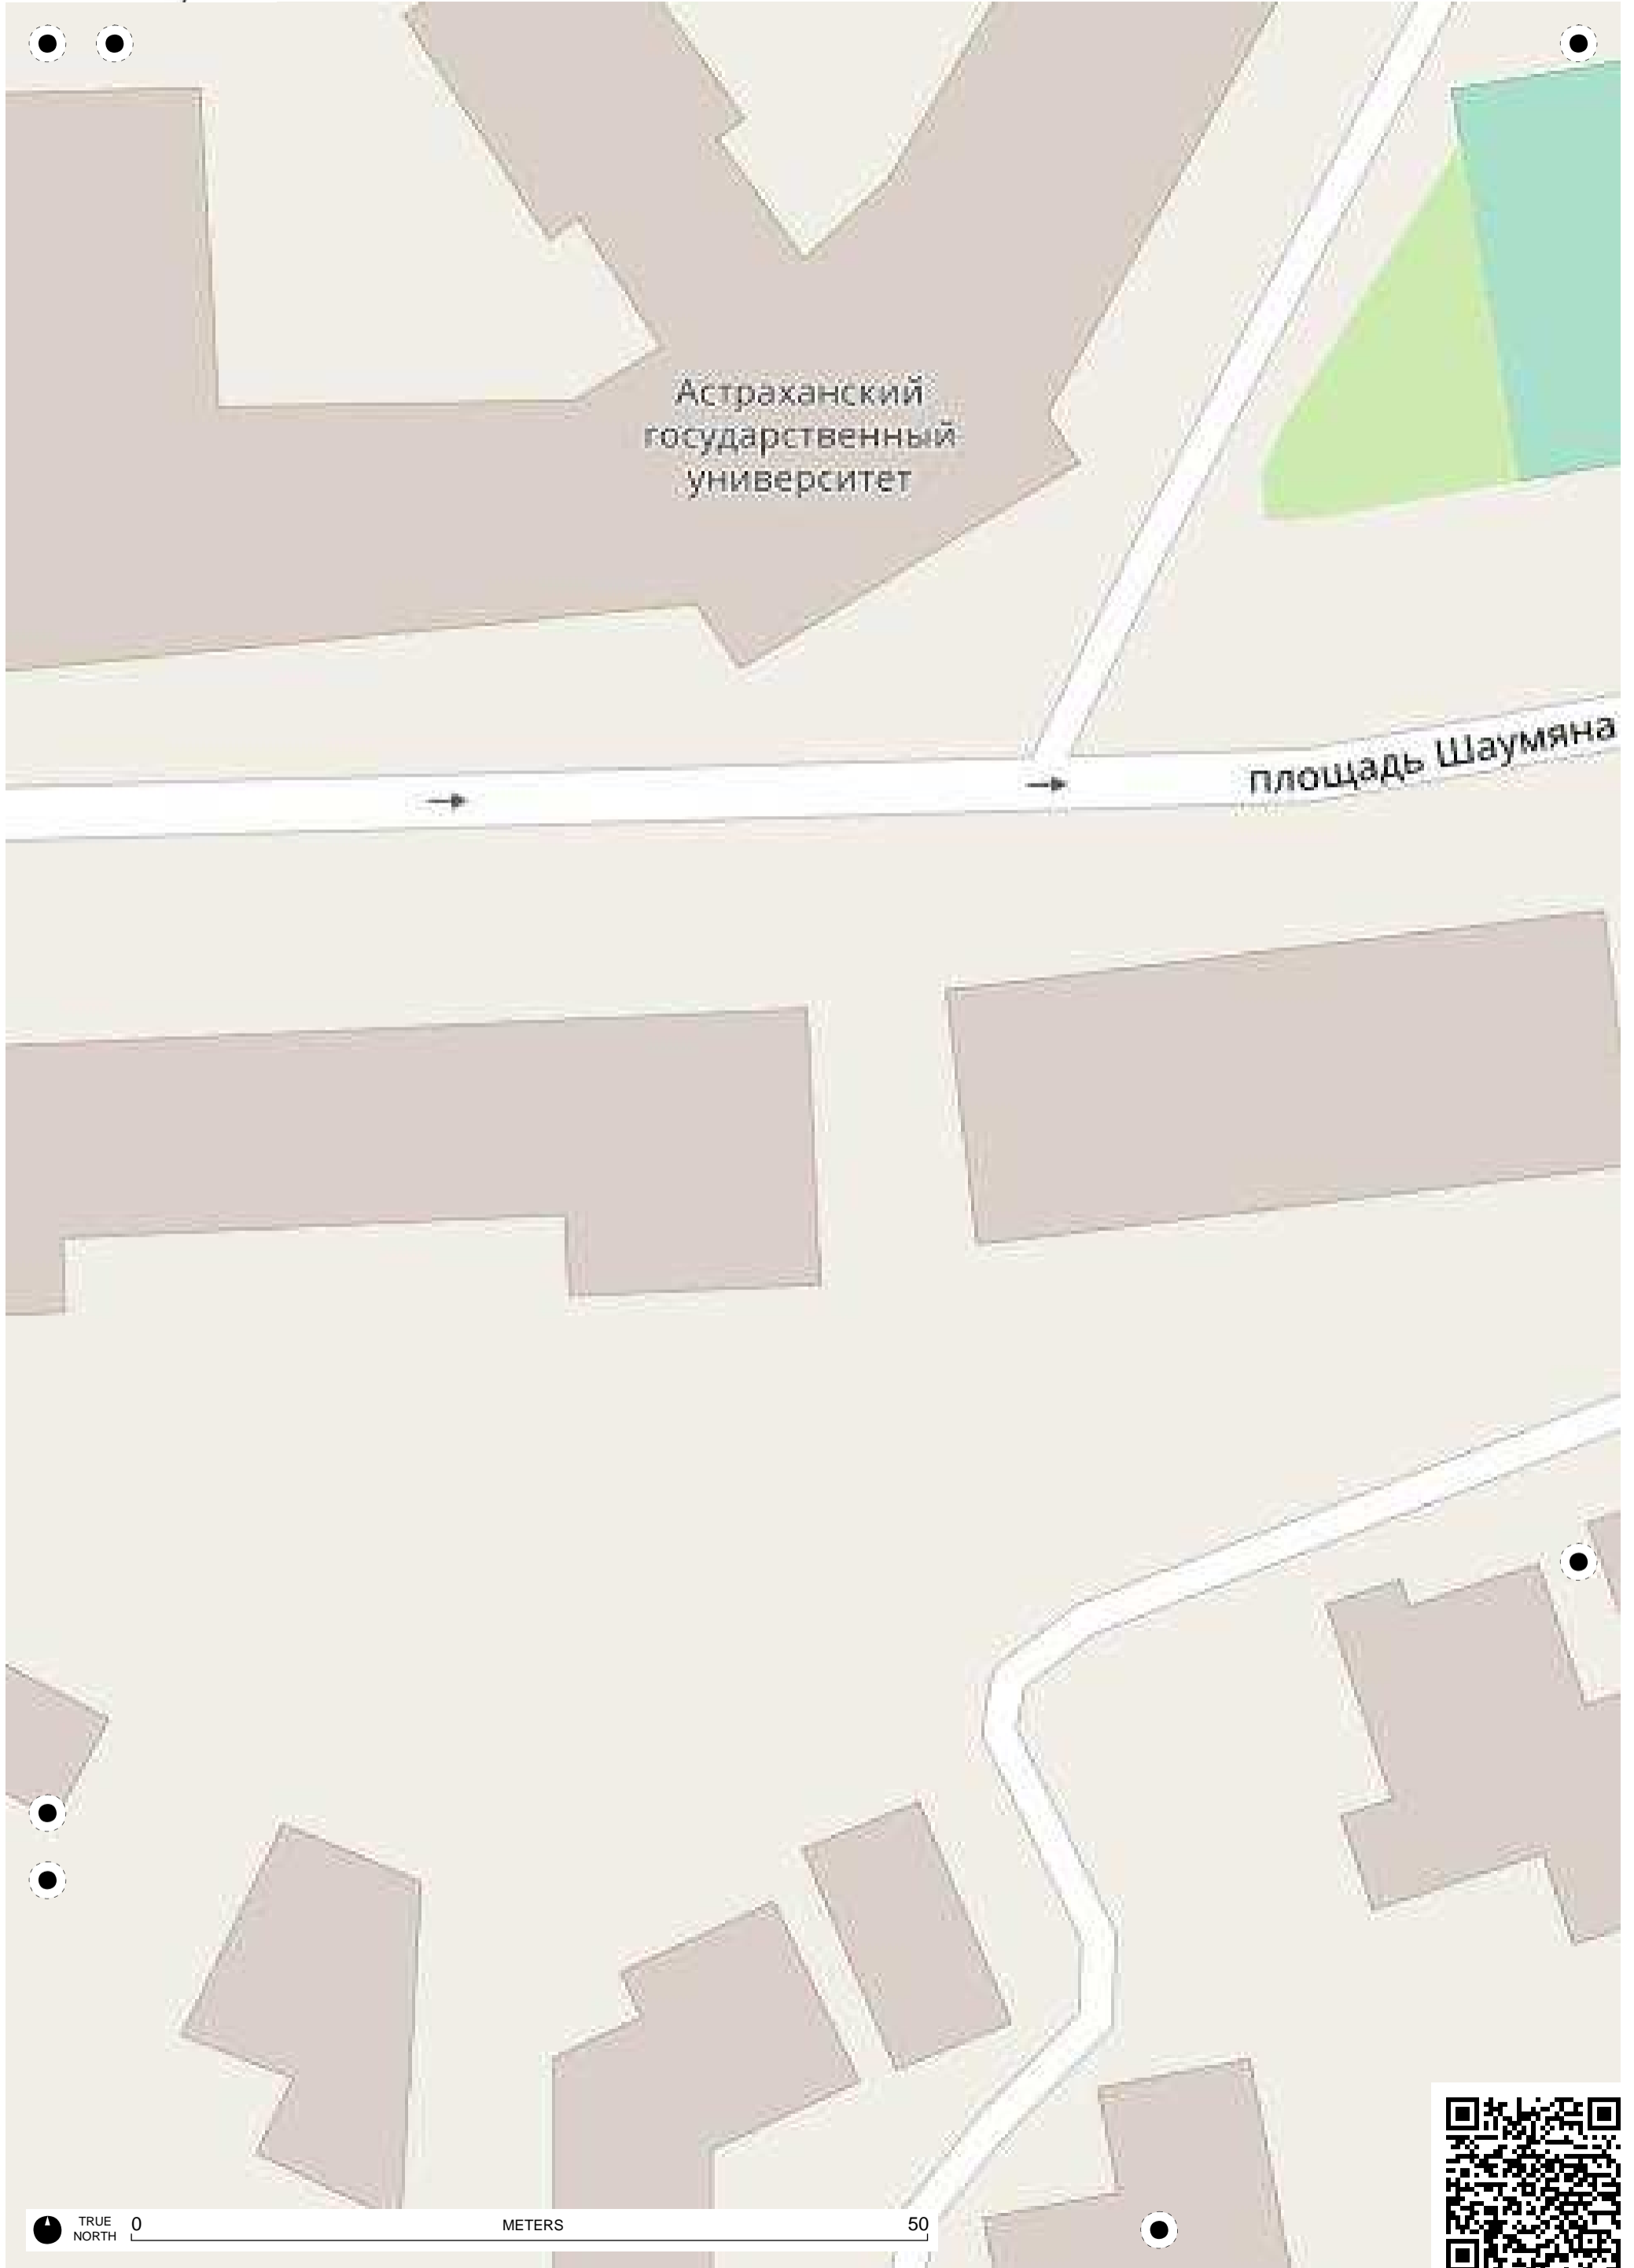 Астраханский
государственный
университет
площадь Шаумяна
TRUE
NORTH
0 METERS 50